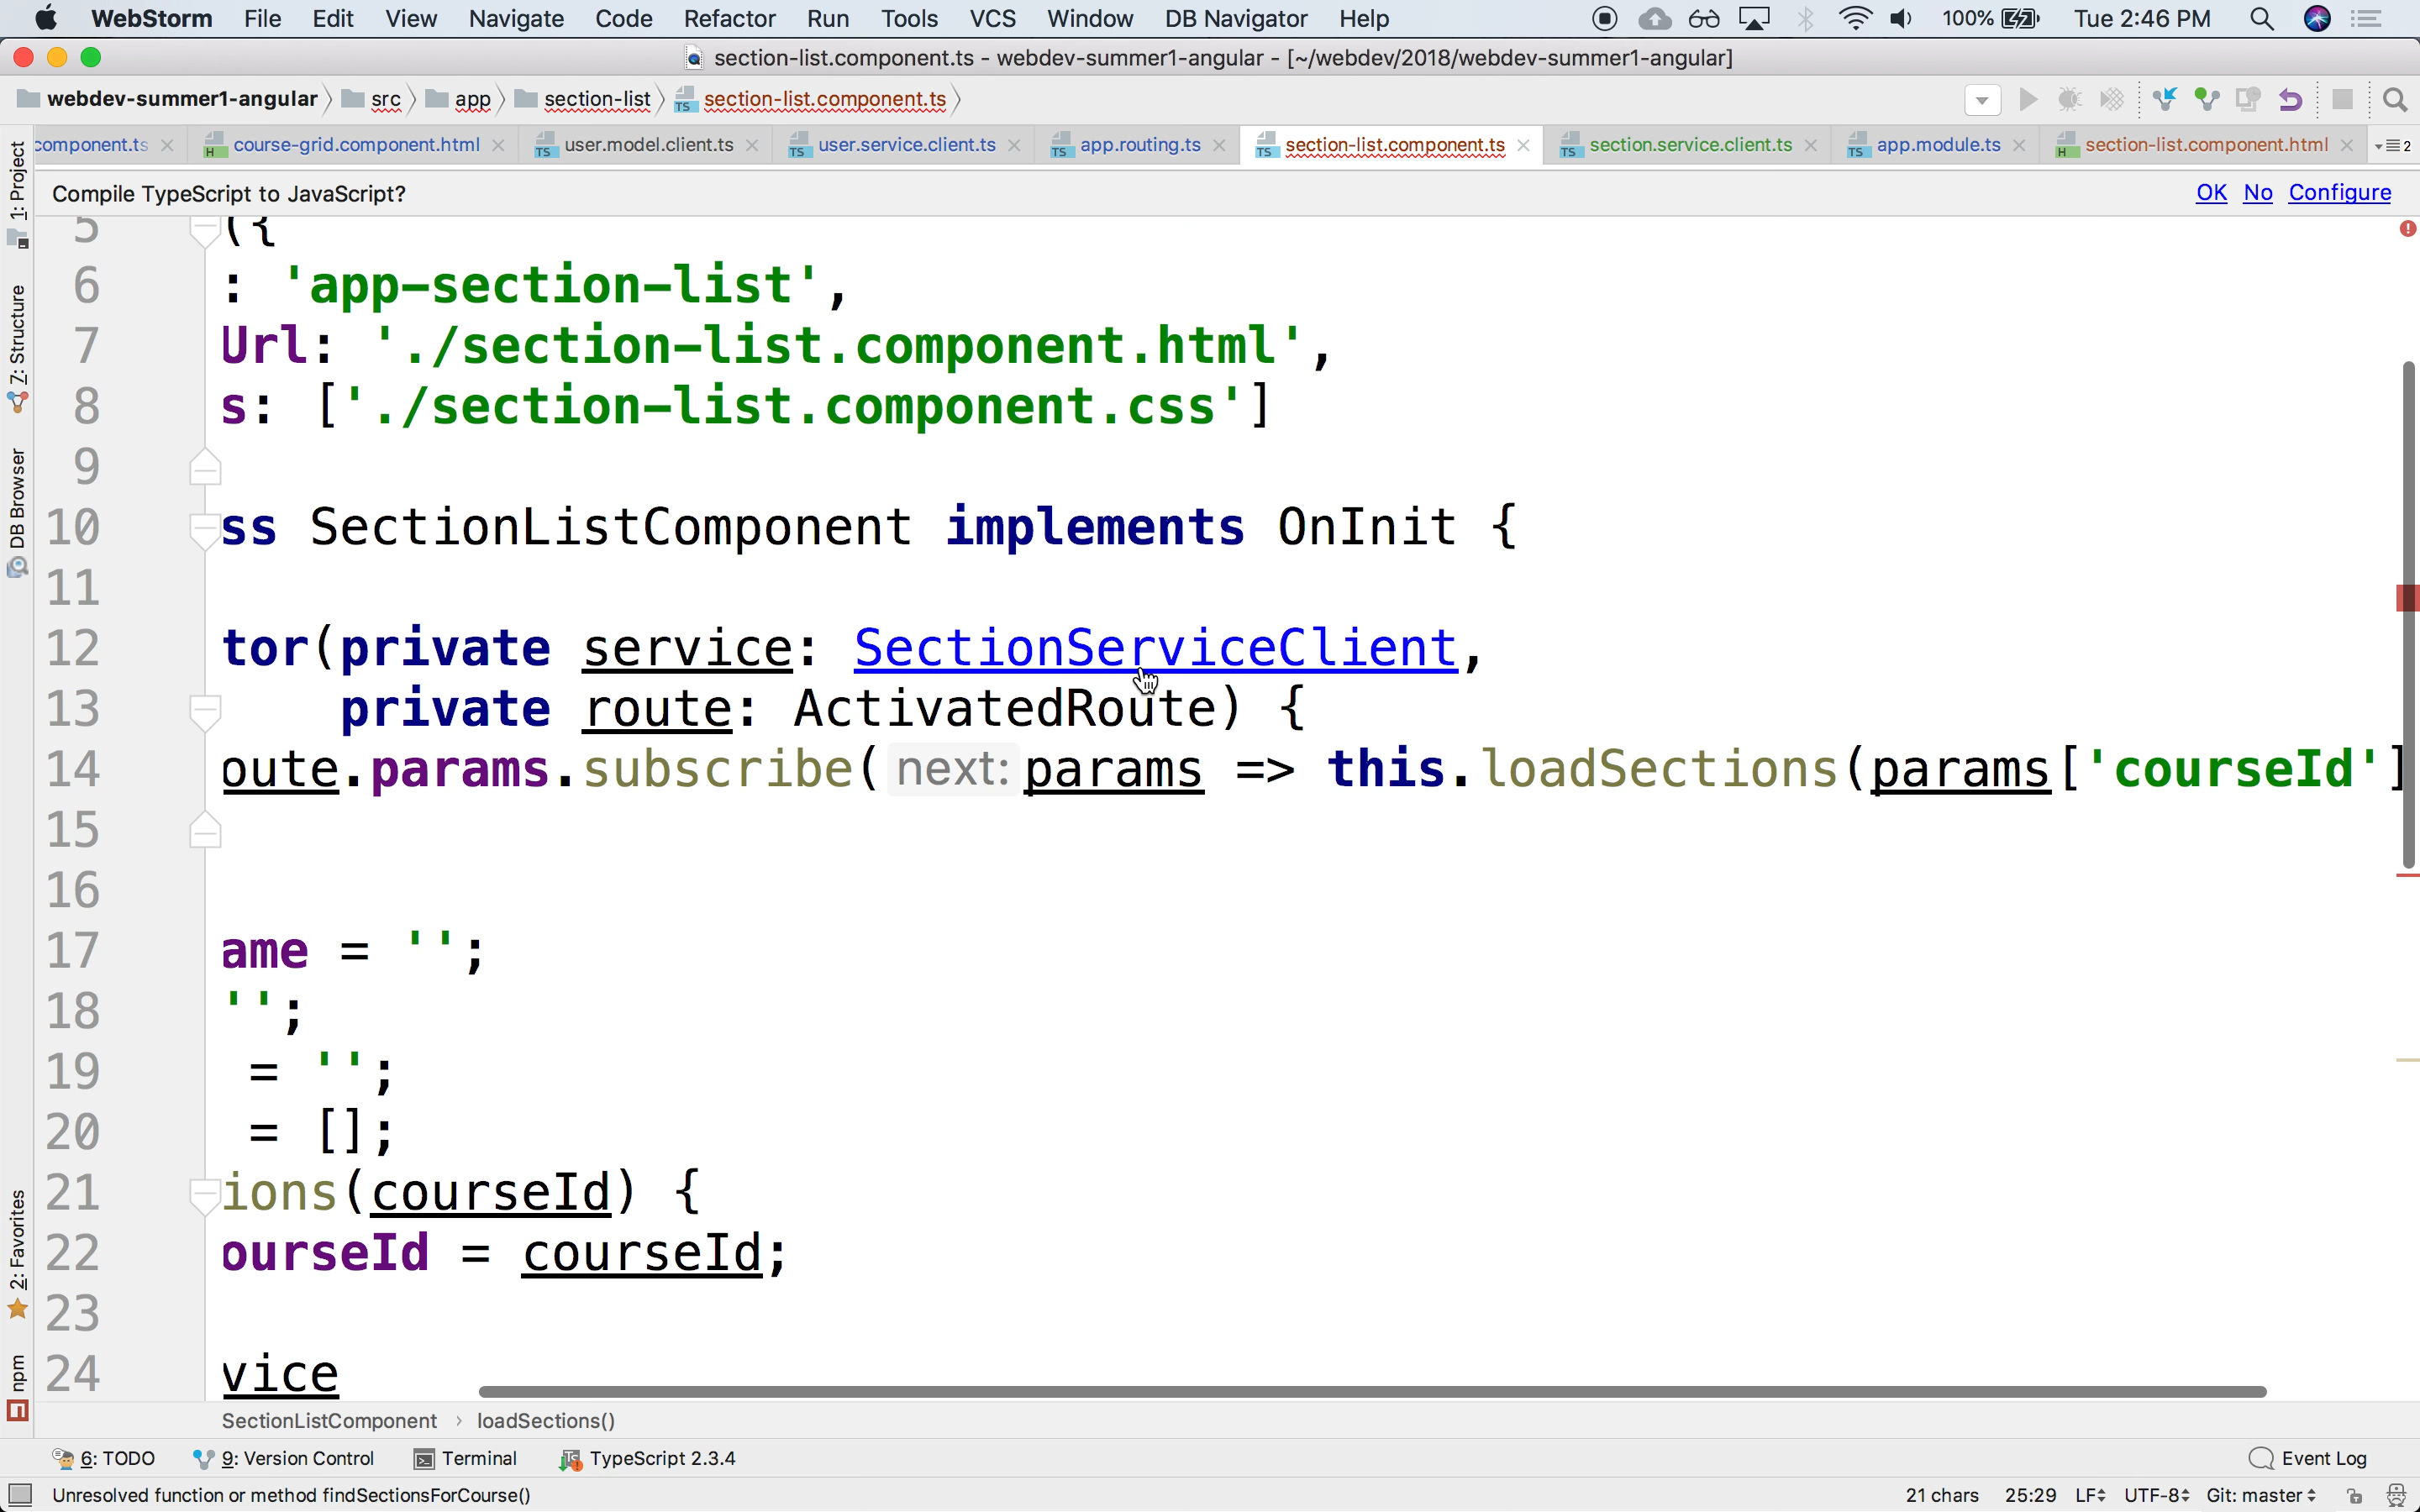 WebStorm File Edit View Navigate Code Refactor Run Tools VCS Window DB Navigator Help 100% Tue 2:46 PM
section-list.component.ts - webdev-summer1-angular - [~/webdev/2018/webdev-summer1-angular]
webdev-summer1-angular src app section-list section-list.component.ts
component.ts course-grid.component.html user.model.client.ts user.service.client.ts app.routing.ts section-list.component.ts section.service.client.ts app.module.ts section-list.component.html 2
Compile TypeScript to JavaScript? OK No Configure
1: Project
7: Structure
DB Browser
2: Favorites
npm
5 ({
6 : 'app-section-list',
7 Url: './section-list.component.html',
8 s: ['./section-list.component.css']
9
10 ss SectionListComponent implements OnInit {
11
12 tor(private service: SectionServiceClient,
13 private route: ActivatedRoute) {
14 oute.params.subscribe( next: params => this.loadSections(params['courseId']
15
16
17 ame = '';
18 '';
19 = '';
20 = [];
21 ions(courseId) {
22 ourseId = courseId;
23
24 vice
SectionListComponent › loadSections()
6: TODO 9: Version Control Terminal TypeScript 2.3.4 Event Log
Unresolved function or method findSectionsForCourse() 21 chars 25:29 LF UTF-8 Git: master